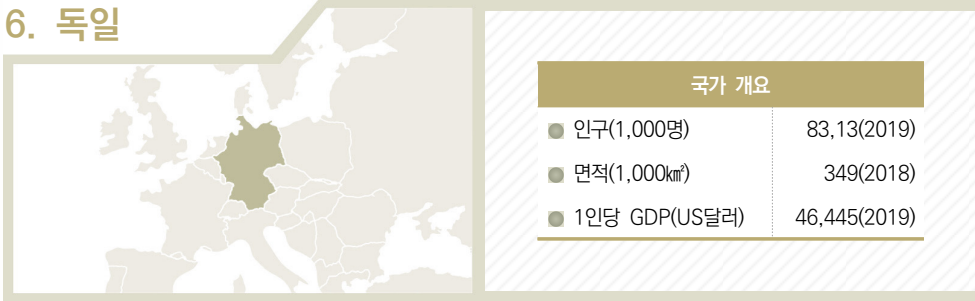 6. 독일
국가 개요
인구(1,000명) 83,13(2019)
면적(1,000㎢) 349(2018)
1인당 GDP(US달러) 46,445(2019)